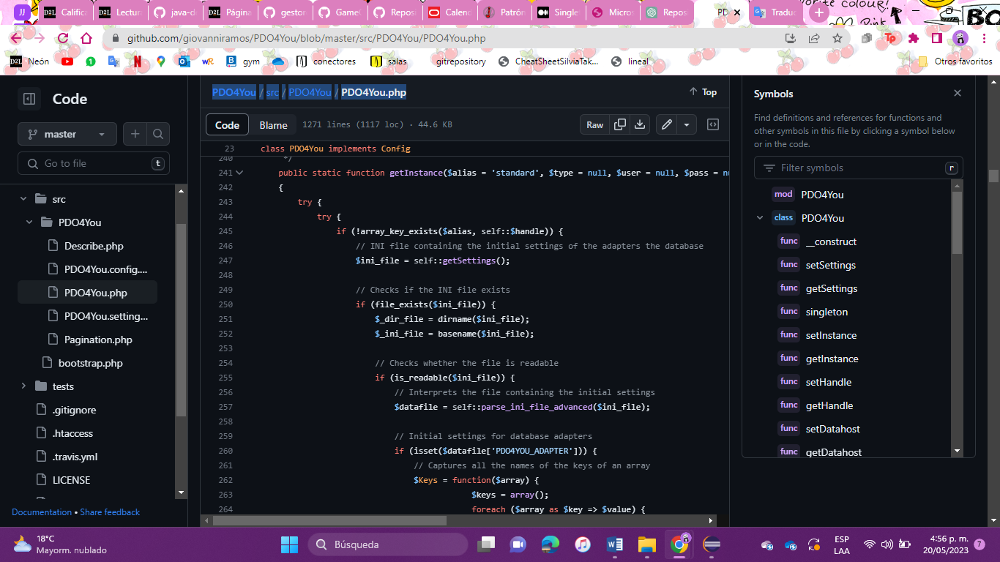 Califica
Lectura
java-d
Página
gestor
Game
Reposi
Calenc
Patrón
Single
Micros
Repos
PD
Traduc
github.com/giovanniramos/PDO4You/blob/master/src/PDO4You/PDO4You.php
Neón
1
gym
conectores
salas
gitrepository
CheatSheetSilviaTak...
lineal
Otros favoritos
Code
master
Go to file
t
src
PDO4You
Describe.php
PDO4You.config....
PDO4You.php
PDO4You.setting...
Pagination.php
bootstrap.php
tests
.gitignore
.htaccess
.travis.yml
LICENSE
Documentation • Share feedback
PDO4You / src / PDO4You / PDO4You.php
Top
Code
Blame
1271 lines (1117 loc) · 44.6 KB
Raw
23 class PDO4You implements Config
240 */
241 public static function getInstance($alias = 'standard', $type = null, $user = null, $pass = nu
242 {
243 try {
244 try {
245 if (!array_key_exists($alias, self::$handle)) {
246 // INI file containing the initial settings of the adapters the database
247 $ini_file = self::getSettings();
248
249 // Checks if the INI file exists
250 if (file_exists($ini_file)) {
251 $_dir_file = dirname($ini_file);
252 $_ini_file = basename($ini_file);
253
254 // Checks whether the file is readable
255 if (is_readable($ini_file)) {
256 // Interprets the file containing the initial settings
257 $datafile = self::parse_ini_file_advanced($ini_file);
258
259 // Initial settings for database adapters
260 if (isset($datafile['PDO4YOU_ADAPTER'])) {
261 // Captures all the names of the keys of an array
262 $Keys = function($array) {
263 $keys = array();
264 foreach ($array as $key => $value) {
Symbols
Find definitions and references for functions and
other symbols in this file by clicking a symbol below
or in the code.
Filter symbols
r
mod PDO4You
class PDO4You
func __construct
func setSettings
func getSettings
func singleton
func setInstance
func getInstance
func setHandle
func getHandle
func setDatahost
func getDatahost
18°C
Mayorm. nublado
Búsqueda
ESP
LAA
4:56 p. m.
20/05/2023
7